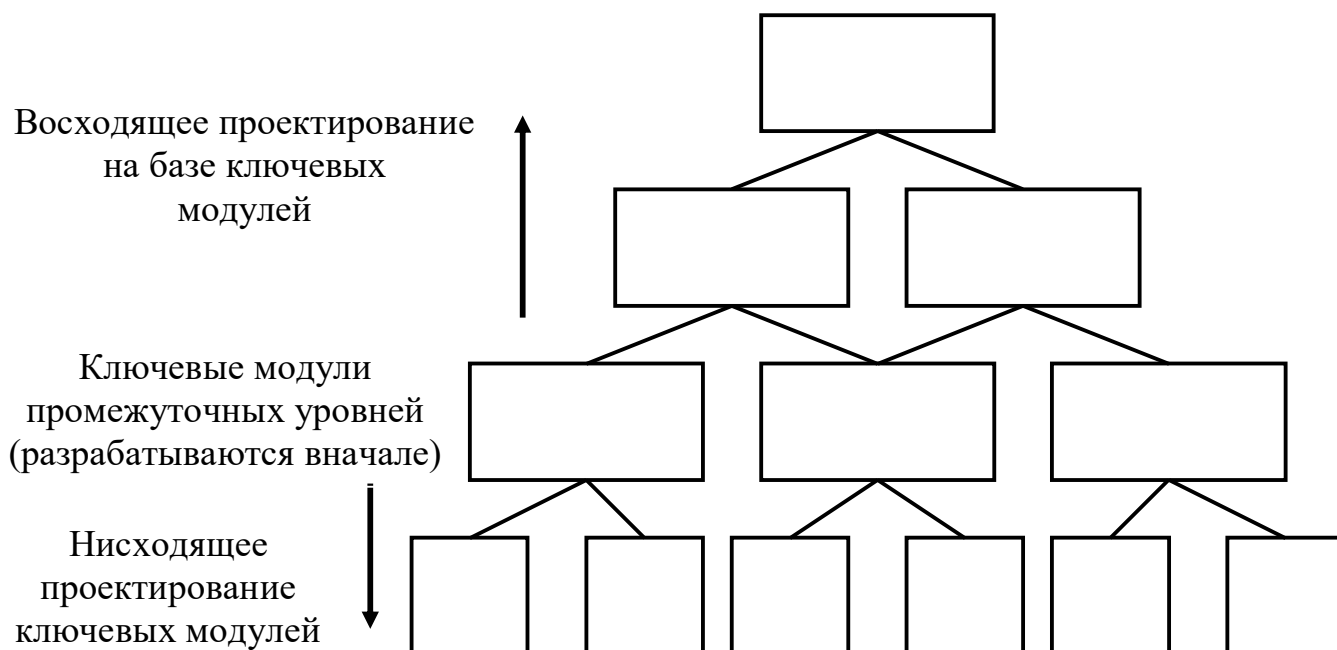 Восходящее проектирование
на базе ключевых
модулей
Ключевые модули
промежуточных уровней
(разрабатываются вначале)
Нисходящее
проектирование
ключевых модулей